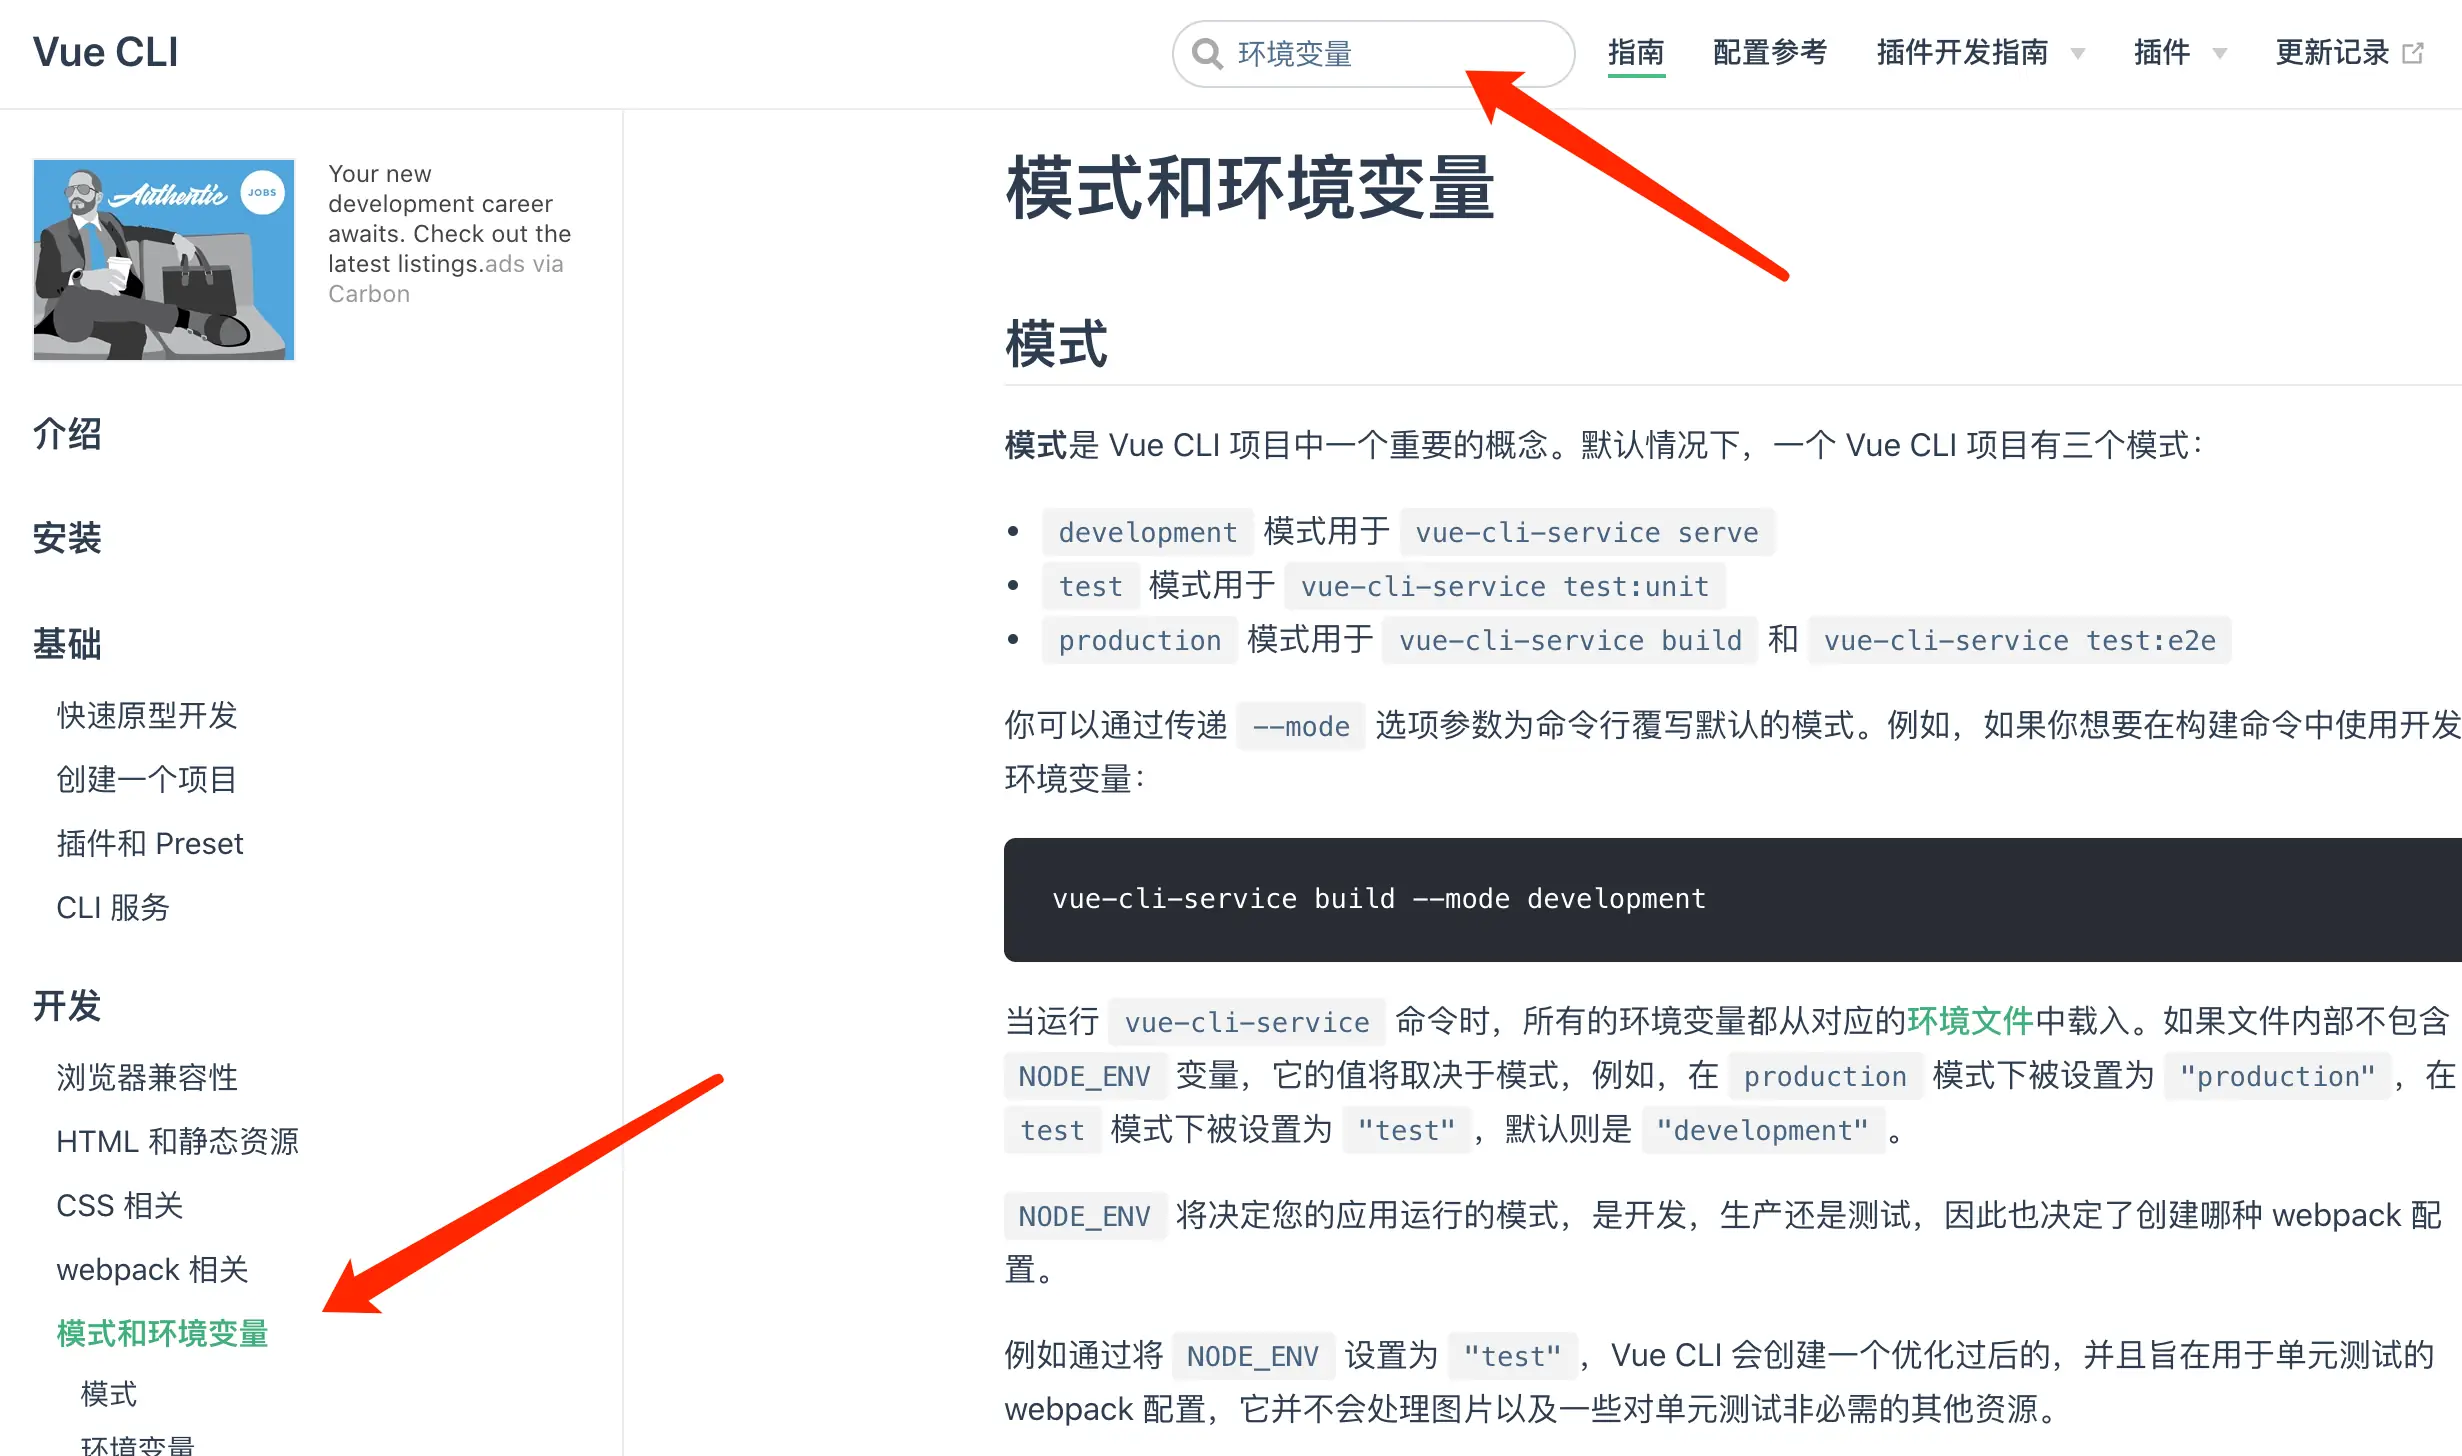 Vue CLI
环境变量
指南
配置参考
插件开发指南
插件
更新记录
Authentic
JOBS
Your new
development career
awaits. Check out the
latest listings.ads via
Carbon
介绍
安装
基础
快速原型开发
创建一个项目
插件和 Preset
CLI 服务
开发
浏览器兼容性
HTML 和静态资源
CSS 相关
webpack 相关
模式和环境变量
模式
环境变量
模式和环境变量
模式
模式是 Vue CLI 项目中一个重要的概念。默认情况下，一个 Vue CLI 项目有三个模式：
• development 模式用于 vue-cli-service serve
• test 模式用于 vue-cli-service test:unit
• production 模式用于 vue-cli-service build 和 vue-cli-service test:e2e
你可以通过传递 --mode 选项参数为命令行覆写默认的模式。例如，如果你想要在构建命令中使用开发
环境变量：
vue-cli-service build --mode development
当运行 vue-cli-service 命令时，所有的环境变量都从对应的环境文件中载入。如果文件内部不包含
NODE_ENV 变量，它的值将取决于模式，例如，在 production 模式下被设置为 "production"，在
test 模式下被设置为 "test"，默认则是 "development"。
NODE_ENV 将决定您的应用运行的模式，是开发，生产还是测试，因此也决定了创建哪种 webpack 配
置。
例如通过将 NODE_ENV 设置为 "test"，Vue CLI 会创建一个优化过后的，并且旨在用于单元测试的
webpack 配置，它并不会处理图片以及一些对单元测试非必需的其他资源。